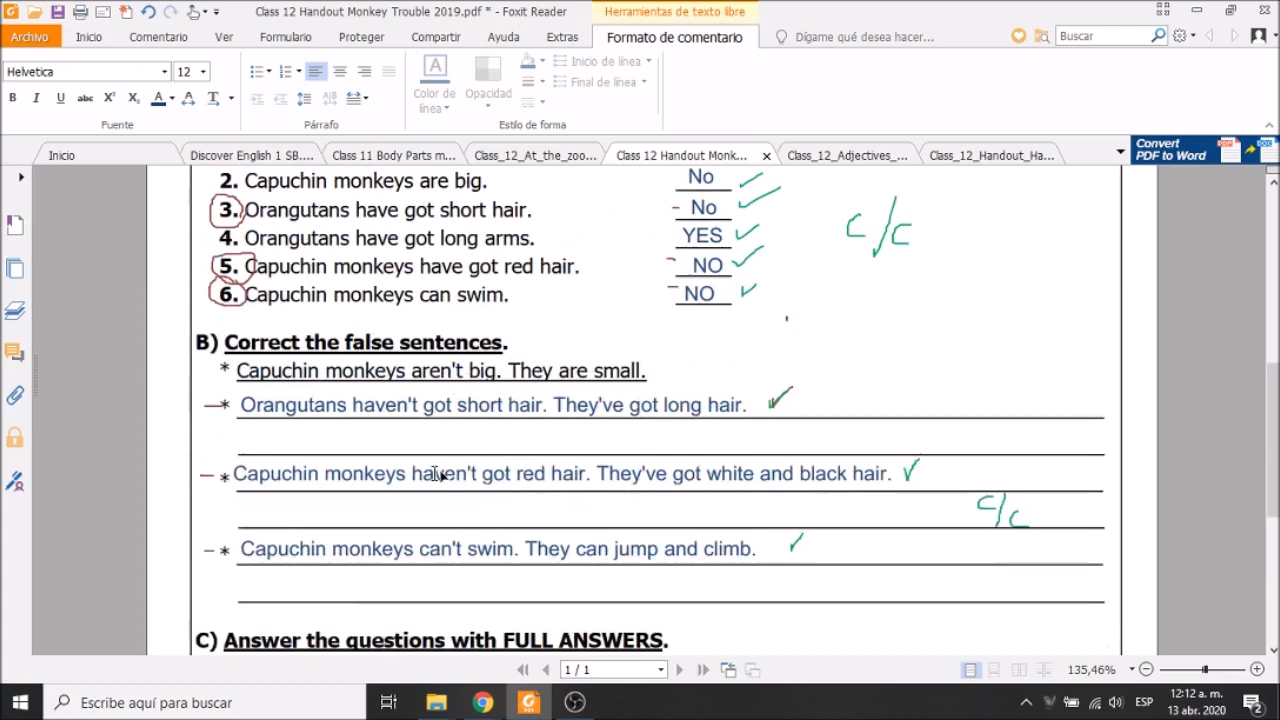 Class 12 Handout Monkey Trouble 2019.pdf * - Foxit Reader
Herramientas de texto libre
Archivo Inicio Comentario Ver Formulario Proteger Compartir Ayuda Extras Formato de comentario Dígame qué desea hacer... Buscar
Helvetica 12
Color de línea Opacidad Inicio de línea
Final de línea
Fuente Párrafo Estilo de forma
Inicio Discover English 1 SB.... Class 11 Body Parts m... Class_12_At_the_zoo... Class 12 Handout Monk... Class_12_Adjectives_... Class_12_Handout_Ha... Convert PDF to Word
2. Capuchin monkeys are big. No
3. Orangutans have got short hair. No
4. Orangutans have got long arms. YES
c/c
5. Capuchin monkeys have got red hair. NO
6. Capuchin monkeys can swim. NO
B) Correct the false sentences.
* Capuchin monkeys aren't big. They are small.
* Orangutans haven't got short hair. They've got long hair.
* Capuchin monkeys haven't got red hair. They've got white and black hair.
c/c
* Capuchin monkeys can't swim. They can jump and climb.
C) Answer the questions with FULL ANSWERS.
1 / 1 135,46%
Escribe aquí para buscar ESP 12:12 a. m.
13 abr. 2020 2